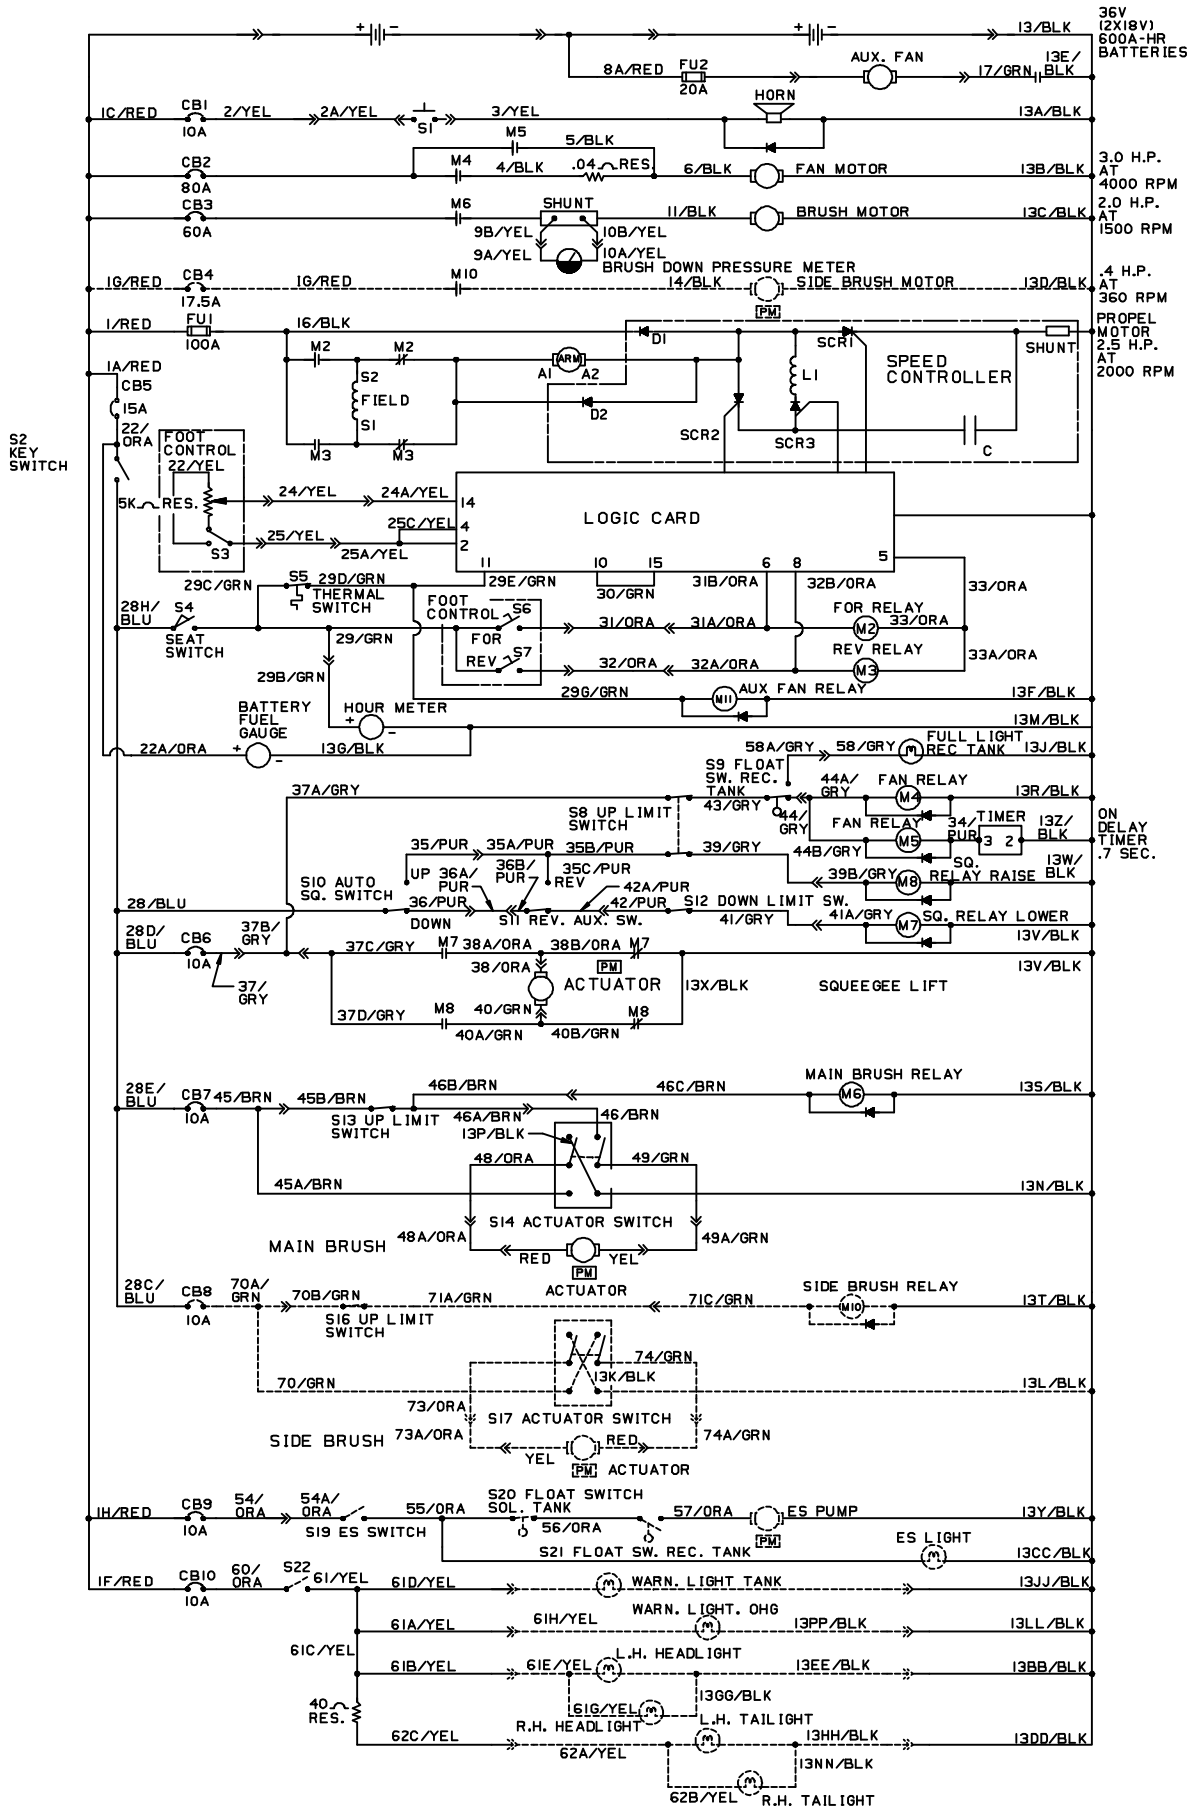 36V
(2X18V)
600A-HR
BATTERIES
+ -
+ -
13/BLK
8A/RED
FU2
20A
AUX. FAN
17/GRN
13E/
BLK
1C/RED
CB1
10A
2/YEL
2A/YEL
S1
3/YEL
HORN
13A/BLK
M5
5/BLK
CB2
80A
M4
4/BLK
.04 RES.
6/BLK
FAN MOTOR
13B/BLK
3.0 H.P.
AT
4000 RPM
CB3
60A
M6
SHUNT
11/BLK
BRUSH MOTOR
13C/BLK
2.0 H.P.
AT
1500 RPM
9B/YEL
10B/YEL
9A/YEL
10A/YEL
BRUSH DOWN PRESSURE METER
1G/RED
CB4
17.5A
1G/RED
M10
14/BLK
SIDE BRUSH MOTOR
PM
13D/BLK
.4 H.P.
AT
360 RPM
1/RED
FU1
100A
16/BLK
D1
SCR1
SHUNT
PROPEL
MOTOR
2.5 H.P.
AT
2000 RPM
M2
M2
ARM
A1
A2
L1
SPEED
CONTROLLER
1A/RED
CB5
15A
S2
FIELD
S1
D2
SCR2
SCR3
C
M3
M3
22/
ORA
S2
KEY
SWITCH
FOOT
CONTROL
22/YEL
5K RES.
24/YEL
24A/YEL
14
25C/YEL
4
LOGIC CARD
S3
25/YEL
25A/YEL
2
5
11
10
15
6
8
29C/GRN
S5
29D/GRN
29E/GRN
30/GRN
31B/ORA
32B/ORA
33/ORA
THERMAL
SWITCH
28H/
BLU
S4
SEAT
SWITCH
29/GRN
FOOT
CONTROL
S6
FOR
31/ORA
31A/ORA
FOR RELAY
M2
33/ORA
REV
S7
32/ORA
32A/ORA
REV RELAY
M3
33A/ORA
29B/GRN
29G/GRN
M11
AUX FAN RELAY
13F/BLK
BATTERY
FUEL
GAUGE
+ -
HOUR METER
+ -
13M/BLK
22A/ORA
13G/BLK
58A/GRY
58/GRY
FULL LIGHT
REC TANK
13J/BLK
S9 FLOAT
SW. REC.
TANK
37A/GRY
43/GRY
44/
GRY
44A/
GRY
FAN RELAY
M4
13R/BLK
S8 UP LIMIT
SWITCH
FAN RELAY
M5
44B/GRY
34/
PUR
TIMER
3 2
13Z/
BLK
ON
DELAY
TIMER
.7 SEC.
35/PUR
35A/PUR
35B/PUR
39/GRY
39B/GRY
M8
SQ.
RELAY RAISE
13W/
BLK
S10 AUTO
SQ. SWITCH
UP
36A/
PUR
36B/
PUR
35C/PUR
REV
42A/PUR
28/BLU
DOWN
36/PUR
S11 REV. AUX. SW.
42/PUR
S12 DOWN LIMIT SW.
41/GRY
41A/GRY
M7
SQ. RELAY LOWER
13V/BLK
28D/
BLU
CB6
10A
37B/
GRY
37/
GRY
37C/GRY
M7
38A/ORA
38B/ORA
M7
38/ORA
PM
ACTUATOR
13X/BLK
SQUEEGEE LIFT
13V/BLK
37D/GRY
M8
40/GRN
40A/GRN
40B/GRN
M8
28E/
BLU
CB7
10A
45/BRN
45B/BRN
S13 UP LIMIT
SWITCH
46B/BRN
46C/BRN
MAIN BRUSH RELAY
M6
13S/BLK
46A/BRN
46/BRN
13P/BLK
48/ORA
49/GRN
45A/BRN
13N/BLK
S14 ACTUATOR SWITCH
48A/ORA
49A/GRN
MAIN BRUSH
RED
YEL
PM
ACTUATOR
28C/
BLU
CB8
10A
70A/
GRN
70B/GRN
S16 UP LIMIT
SWITCH
71A/GRN
71C/GRN
SIDE BRUSH RELAY
M10
13T/BLK
74/GRN
13K/BLK
70/GRN
13L/BLK
73/ORA
S17 ACTUATOR SWITCH
73A/ORA
74A/GRN
SIDE BRUSH
YEL
RED
PM
ACTUATOR
1H/RED
CB9
10A
54/
ORA
54A/
ORA
S19 ES SWITCH
55/ORA
S20 FLOAT SWITCH
SOL. TANK
56/ORA
57/ORA
ES PUMP
PM
13Y/BLK
S21 FLOAT SW. REC. TANK
ES LIGHT
13CC/BLK
1F/RED
CB10
10A
60/
ORA
S22
61/YEL
61D/YEL
WARN. LIGHT TANK
13JJ/BLK
61A/YEL
61H/YEL
WARN. LIGHT. OHG
13PP/BLK
13LL/BLK
61C/YEL
61B/YEL
61E/YEL
L.H. HEADLIGHT
13EE/BLK
13BB/BLK
61G/YEL
13GG/BLK
R.H. HEADLIGHT
40
RES.
62C/YEL
62A/YEL
L.H. TAILIGHT
13HH/BLK
13DD/BLK
13NN/BLK
62B/YEL
R.H. TAILIGHT